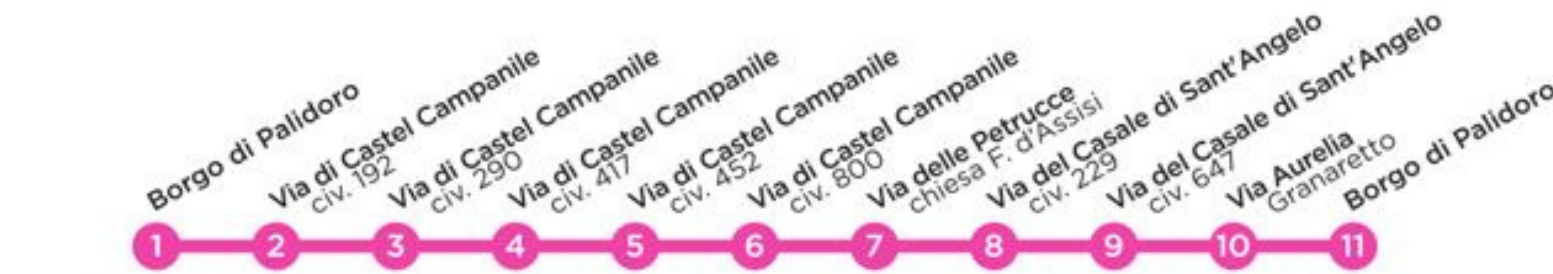 Borgo di Palidoro
Via di Castel Campanile
civ. 192
Via di Castel Campanile
civ. 290
Via di Castel Campanile
civ. 417
Via di Castel Campanile
civ. 452
Via di Castel Campanile
civ. 800
Via delle Petrucce
chiesa F. d'Assisi
Via del Casale di Sant'Angelo
civ. 229
Via del Casale di Sant'Angelo
civ. 647
Via Aurelia
Granaretto
Borgo di Palidoro
1 2 3 4 5 6 7 8 9 10 11